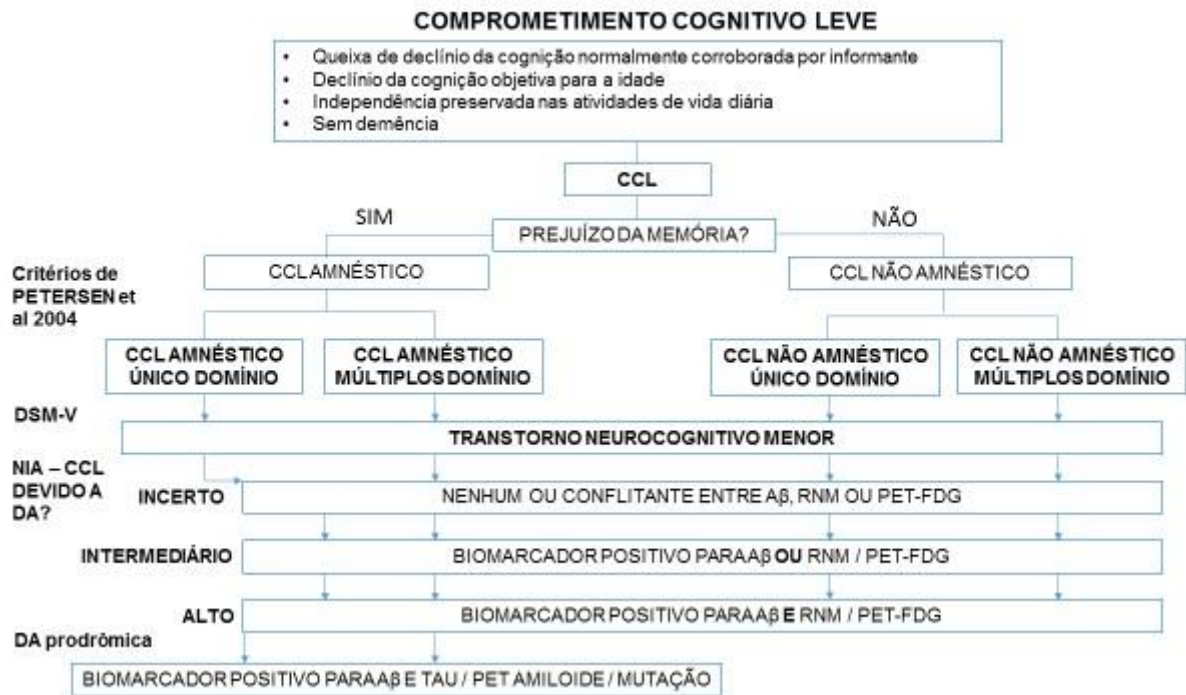 COMPROMETIMENTO COGNITIVO LEVE
• Queixa de declínio da cognição normalmente corroborada por informante
• Declínio da cognição objetiva para a idade
• Independência preservada nas atividades de vida diária
• Sem demência
CCL
SIM
PREJUÍZO DA MEMÓRIA?
NÃO
CCL AMNÉSTICO
CCL NÃO AMNÉSTICO
Critérios de
PETERSEN et
al 2004
CCL AMNÉSTICO
ÚNICO DOMÍNIO
CCL AMNÉSTICO
MÚLTIPLOS DOMÍNIO
CCL NÃO AMNÉSTICO
ÚNICO DOMÍNIO
CCL NÃO AMNÉSTICO
MÚLTIPLOS DOMÍNIO
DSM-V
TRANSTORNO NEUROCOGNITIVO MENOR
NIA – CCL
DEVIDO A
DA?
INCERTO
NENHUM OU CONFLITANTE ENTRE Aβ, RNM OU PET-FDG
INTERMEDIÁRIO
BIOMARCADOR POSITIVO PARA Aβ OU RNM / PET-FDG
ALTO
BIOMARCADOR POSITIVO PARA Aβ E RNM / PET-FDG
DA prodrômica
BIOMARCADOR POSITIVO PARA Aβ E TAU / PET AMILOIDE / MUTAÇÃO